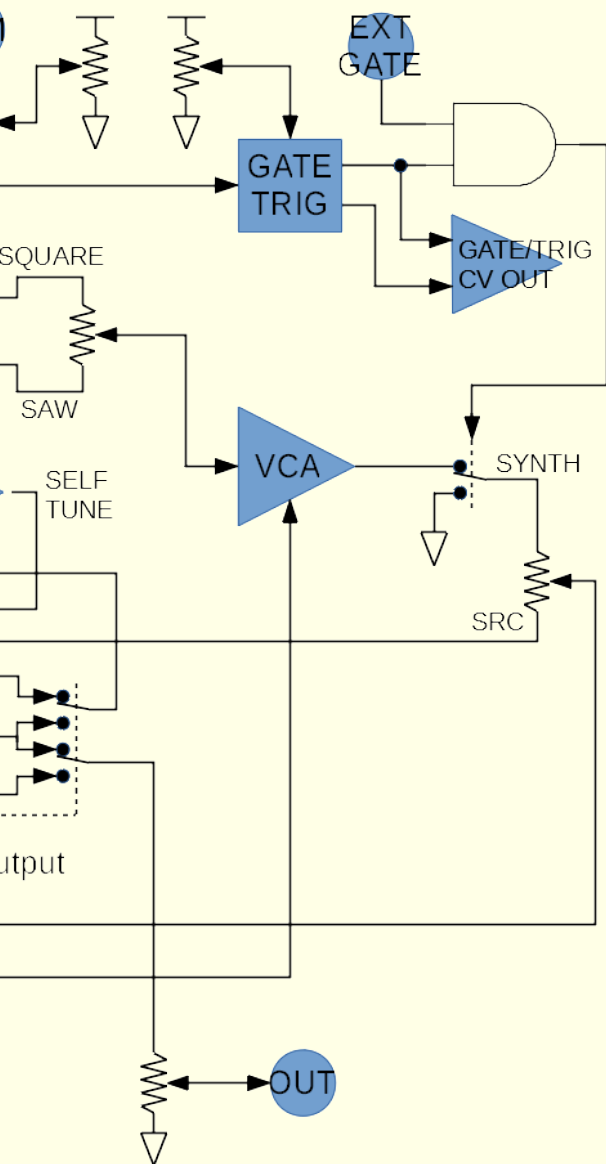 EXT
GATE
GATE
TRIG
SQUARE
GATE/TRIG
CV OUT
SAW
VCA
SYNTH
SELF
TUNE
SRC
utput
OUT